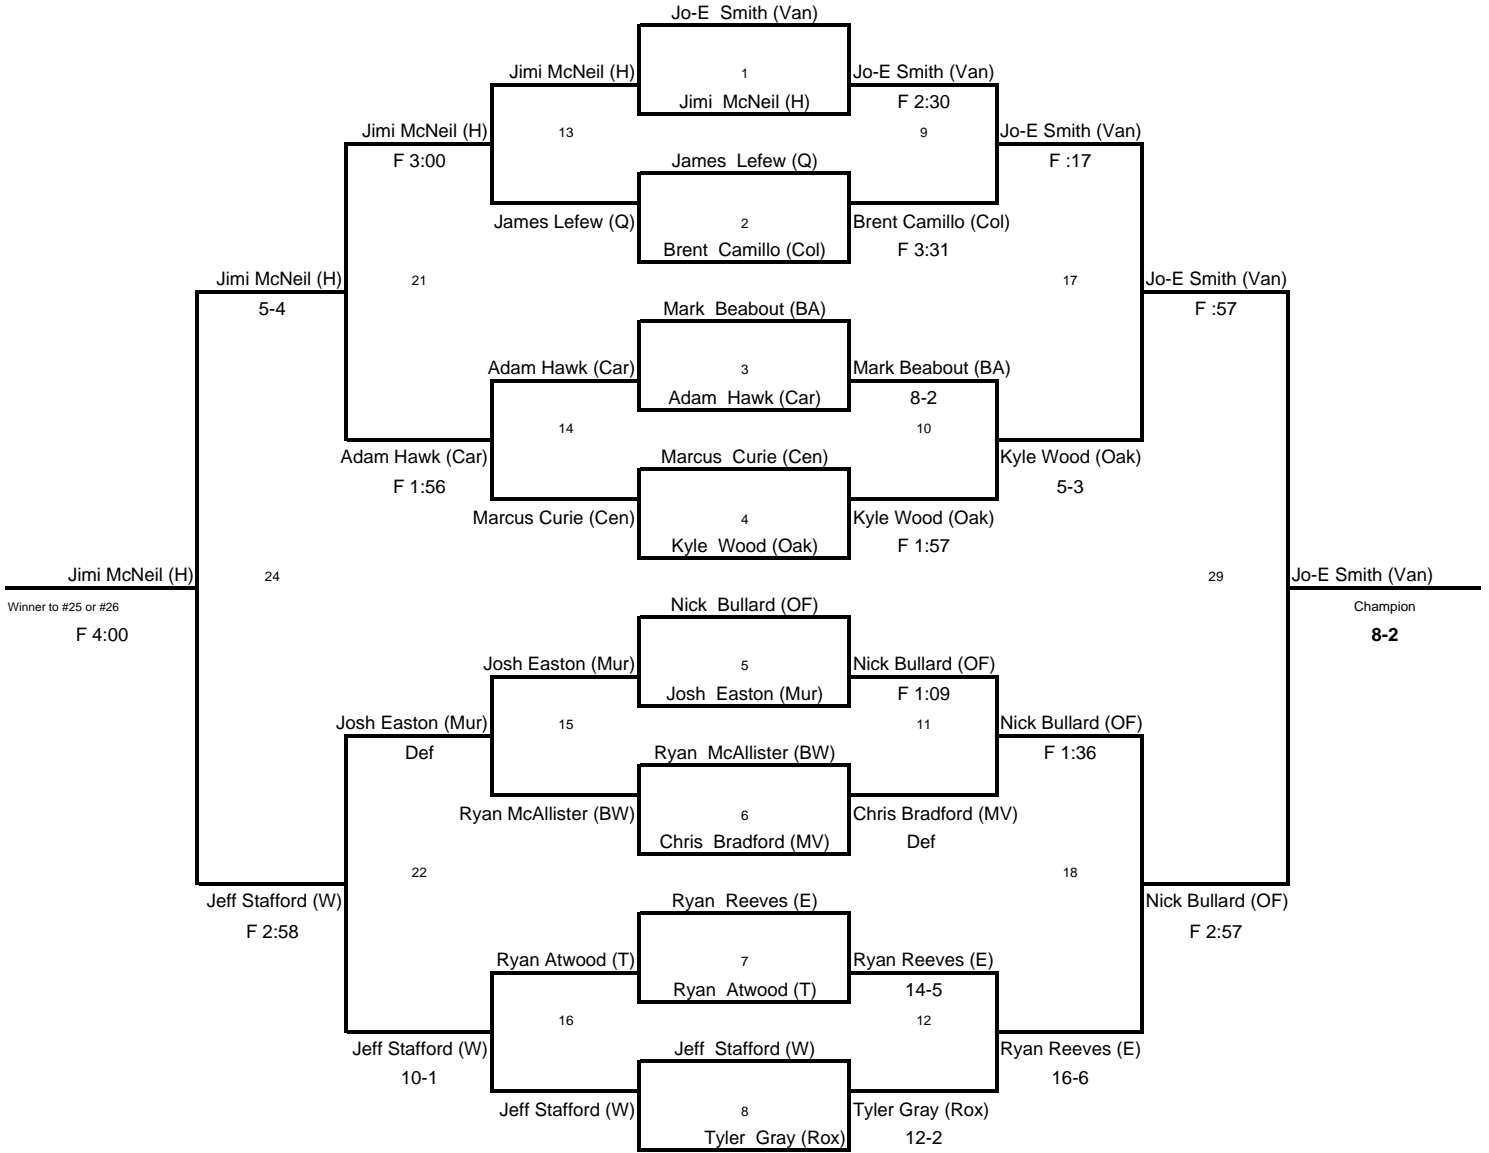 Jo-E Smith (Van)
Jimi McNeil (H)
1
Jo-E Smith (Van)
Jimi McNeil (H)
F 2:30
Jimi McNeil (H)
13
9
Jo-E Smith (Van)
F 3:00
James Lefew (Q)
F :17
James Lefew (Q)
2
Brent Camillo (Col)
Brent Camillo (Col)
F 3:31
Jimi McNeil (H)
21
17
Jo-E Smith (Van)
5-4
Mark Beabout (BA)
F :57
Adam Hawk (Car)
3
Mark Beabout (BA)
Adam Hawk (Car)
8-2
14
10
Adam Hawk (Car)
Marcus Curie (Cen)
Kyle Wood (Oak)
F 1:56
5-3
Marcus Curie (Cen)
4
Kyle Wood (Oak)
Kyle Wood (Oak)
F 1:57
Jimi McNeil (H)
24
29
Jo-E Smith (Van)
Winner to #25 or #26
Nick Bullard (OF)
Champion
F 4:00
8-2
Josh Easton (Mur)
5
Nick Bullard (OF)
Josh Easton (Mur)
F 1:09
Josh Easton (Mur)
15
11
Nick Bullard (OF)
Def
Ryan McAllister (BW)
F 1:36
Ryan McAllister (BW)
6
Chris Bradford (MV)
Chris Bradford (MV)
Def
22
18
Jeff Stafford (W)
Ryan Reeves (E)
Nick Bullard (OF)
F 2:58
F 2:57
Ryan Atwood (T)
7
Ryan Reeves (E)
Ryan Atwood (T)
14-5
16
12
Jeff Stafford (W)
Jeff Stafford (W)
Ryan Reeves (E)
10-1
16-6
Jeff Stafford (W)
8
Tyler Gray (Rox)
Tyler Gray (Rox)
12-2